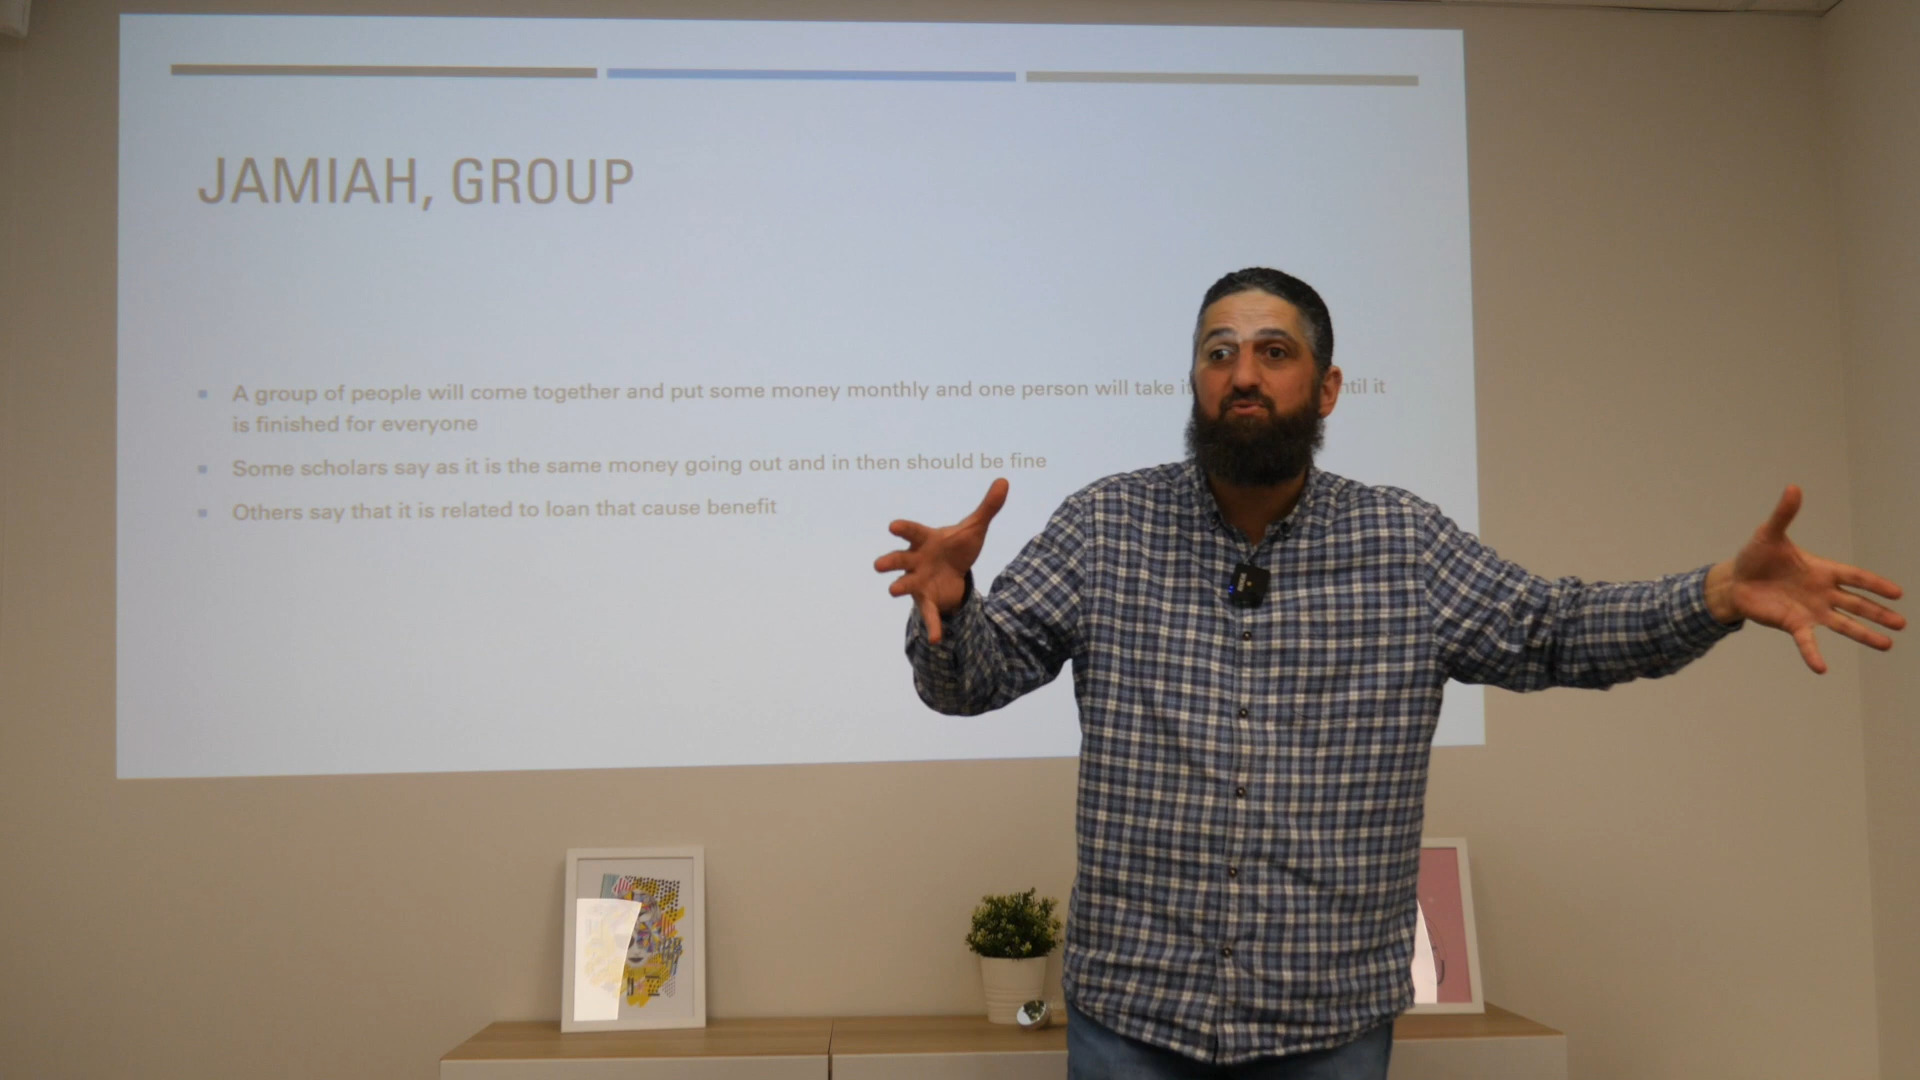 JAMIAH, GROUP
A group of people will come together and put some money monthly and one person will take it
is finished for everyone
Some scholars say as it is the same money going out and in then should be fine
Others say that it is related to loan that cause benefit